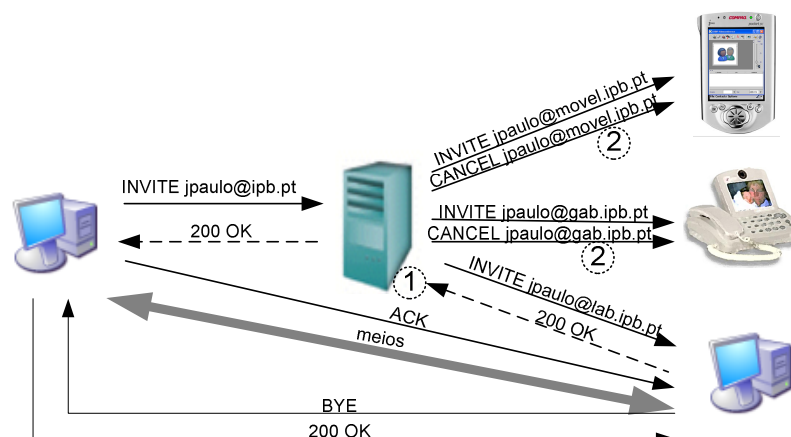 COMPAQ
INVITE jpaulo@movel.ipb.pt
CANCEL jpaulo@movel.ipb.pt
2
INVITE jpaulo@ipb.pt
200 OK
INVITE jpaulo@gab.ipb.pt
CANCEL jpaulo@gab.ipb.pt
2
1
INVITE jpaulo@lab.ipb.pt
200 OK
ACK
meios
BYE
200 OK